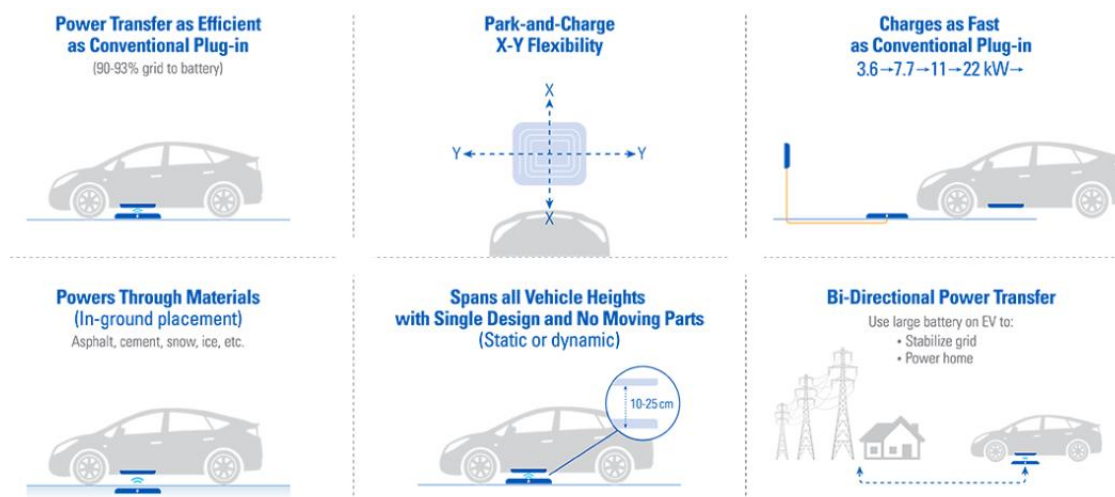 Power Transfer as Efficient
as Conventional Plug-in
(90-93% grid to battery)
Park-and-Charge
X-Y Flexibility
X
Y
Y
X
Charges as Fast
as Conventional Plug-in
3.6→7.7→11→22 kW→
Powers Through Materials
(In-ground placement)
Asphalt, cement, snow, ice, etc.
Spans all Vehicle Heights
with Single Design and No Moving Parts
(Static or dynamic)
10-25 cm
Bi-Directional Power Transfer
Use large battery on EV to:
• Stabilize grid
• Power home